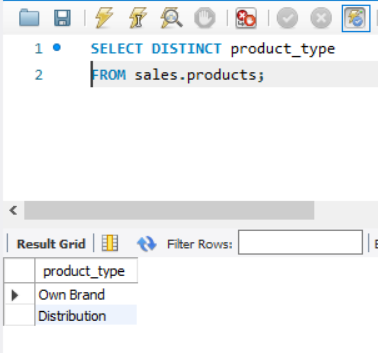 1 SELECT DISTINCT product_type
2 FROM sales.products;
Result Grid Filter Rows:
product_type
Own Brand
Distribution